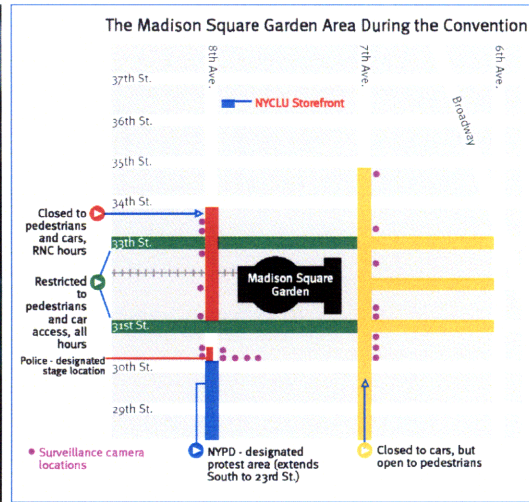 The Madison Square Garden Area During the Convention
8th Ave.
7th Ave.
6th Ave.
Broadway
37th St.
NYCLU Storefront
36th St.
35th St.
34th St.
Closed to
pedestrians
and cars,
RNC hours
33th St.
Restricted
to
pedestrians
and car
access, all
hours
Madison Square
Garden
31st St.
Police - designated
stage location
30th St.
29th St.
Surveillance camera
locations
NYPD - designated
protest area (extends
South to 23rd St.)
Closed to cars, but
open to pedestrians